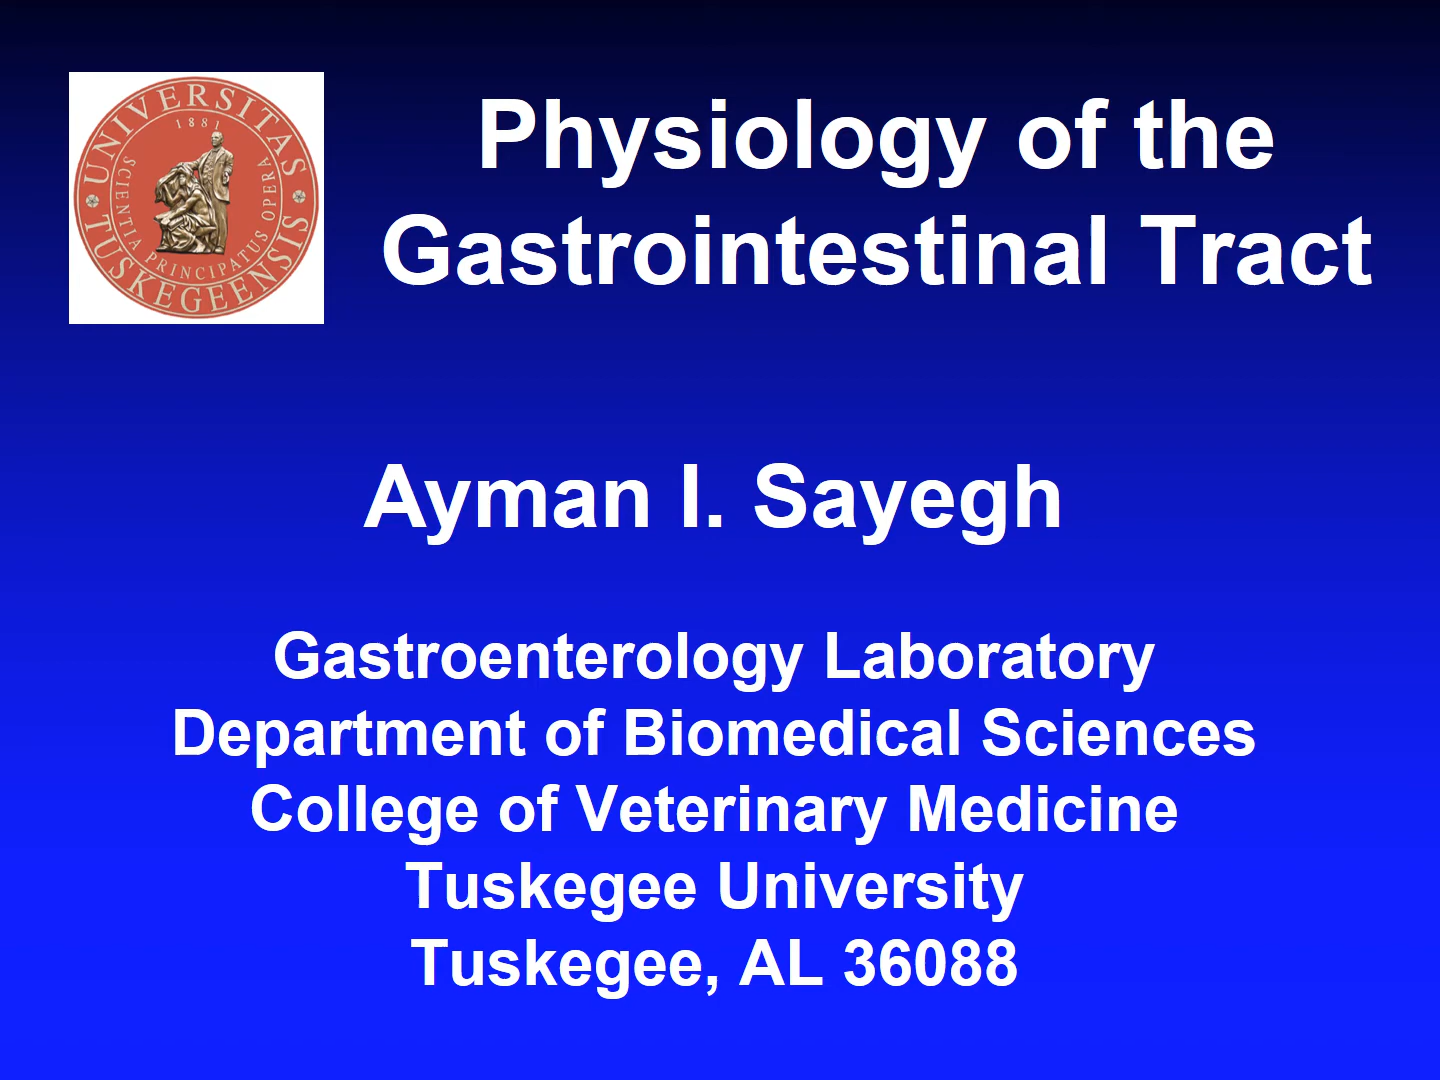 UNIVERSITAS
TUSKEGEENSIS
1881
SCIENTIA PRINCIPATUS OPERA
Physiology of the
Gastrointestinal Tract
Ayman I. Sayegh
Gastroenterology Laboratory
Department of Biomedical Sciences
College of Veterinary Medicine
Tuskegee University
Tuskegee, AL 36088